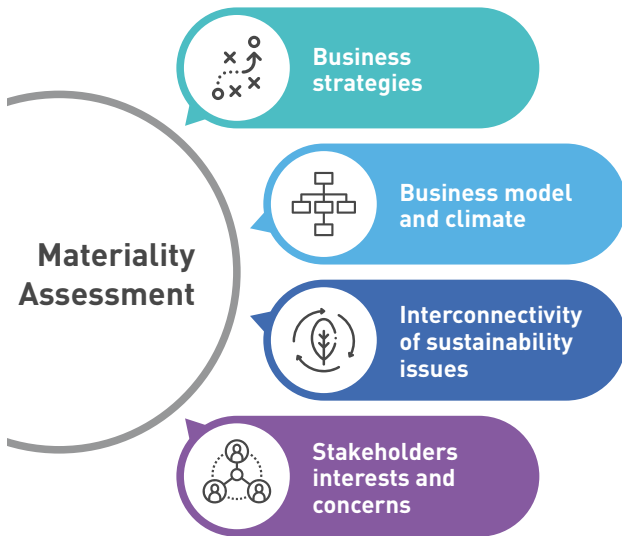 Materiality
Assessment
Business
strategies
Business model
and climate
Interconnectivity
of sustainability
issues
Stakeholders
interests and
concerns